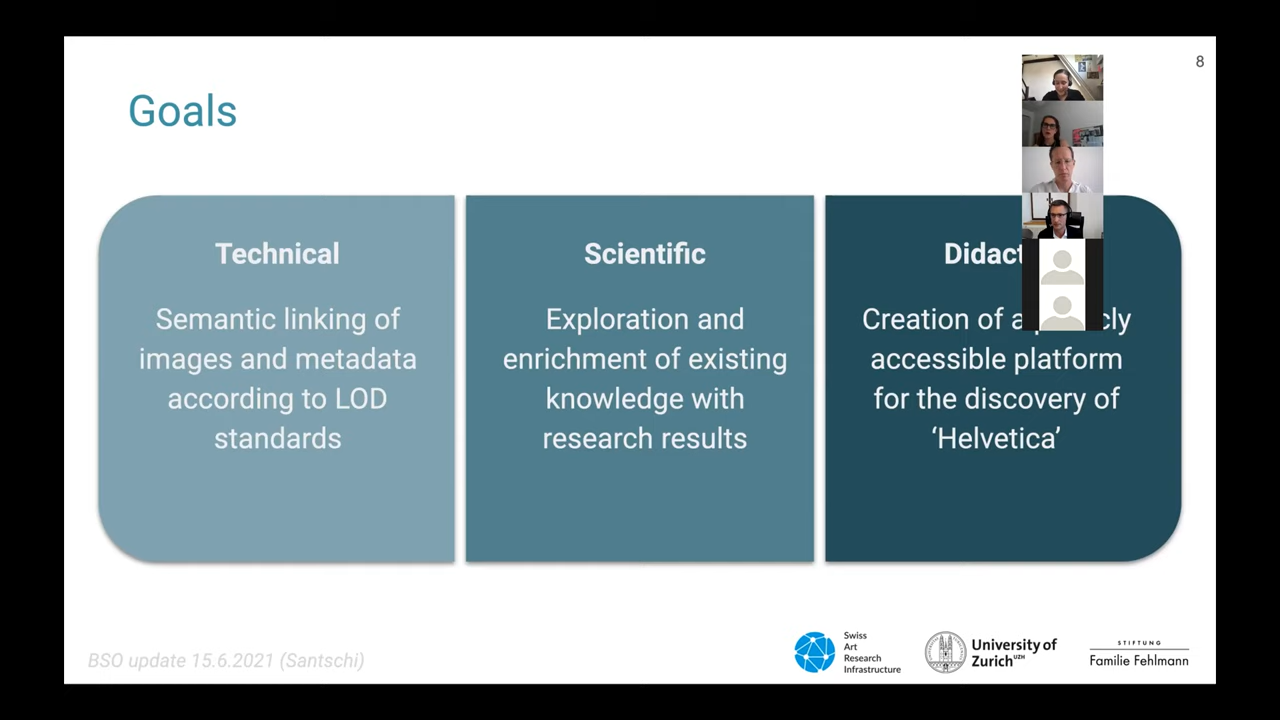 8
Goals
Technical
Semantic linking of
images and metadata
according to LOD
standards
Scientific
Exploration and
enrichment of existing
knowledge with
research results
Creation of
accessible platform
for the discovery of
‘Helvetica’
BSO update 15.6.2021 (Santschi)
Swiss
Art
Research
Infrastructure
University of
Zurich UZH
STIFTUNG
Familie Fehlmann